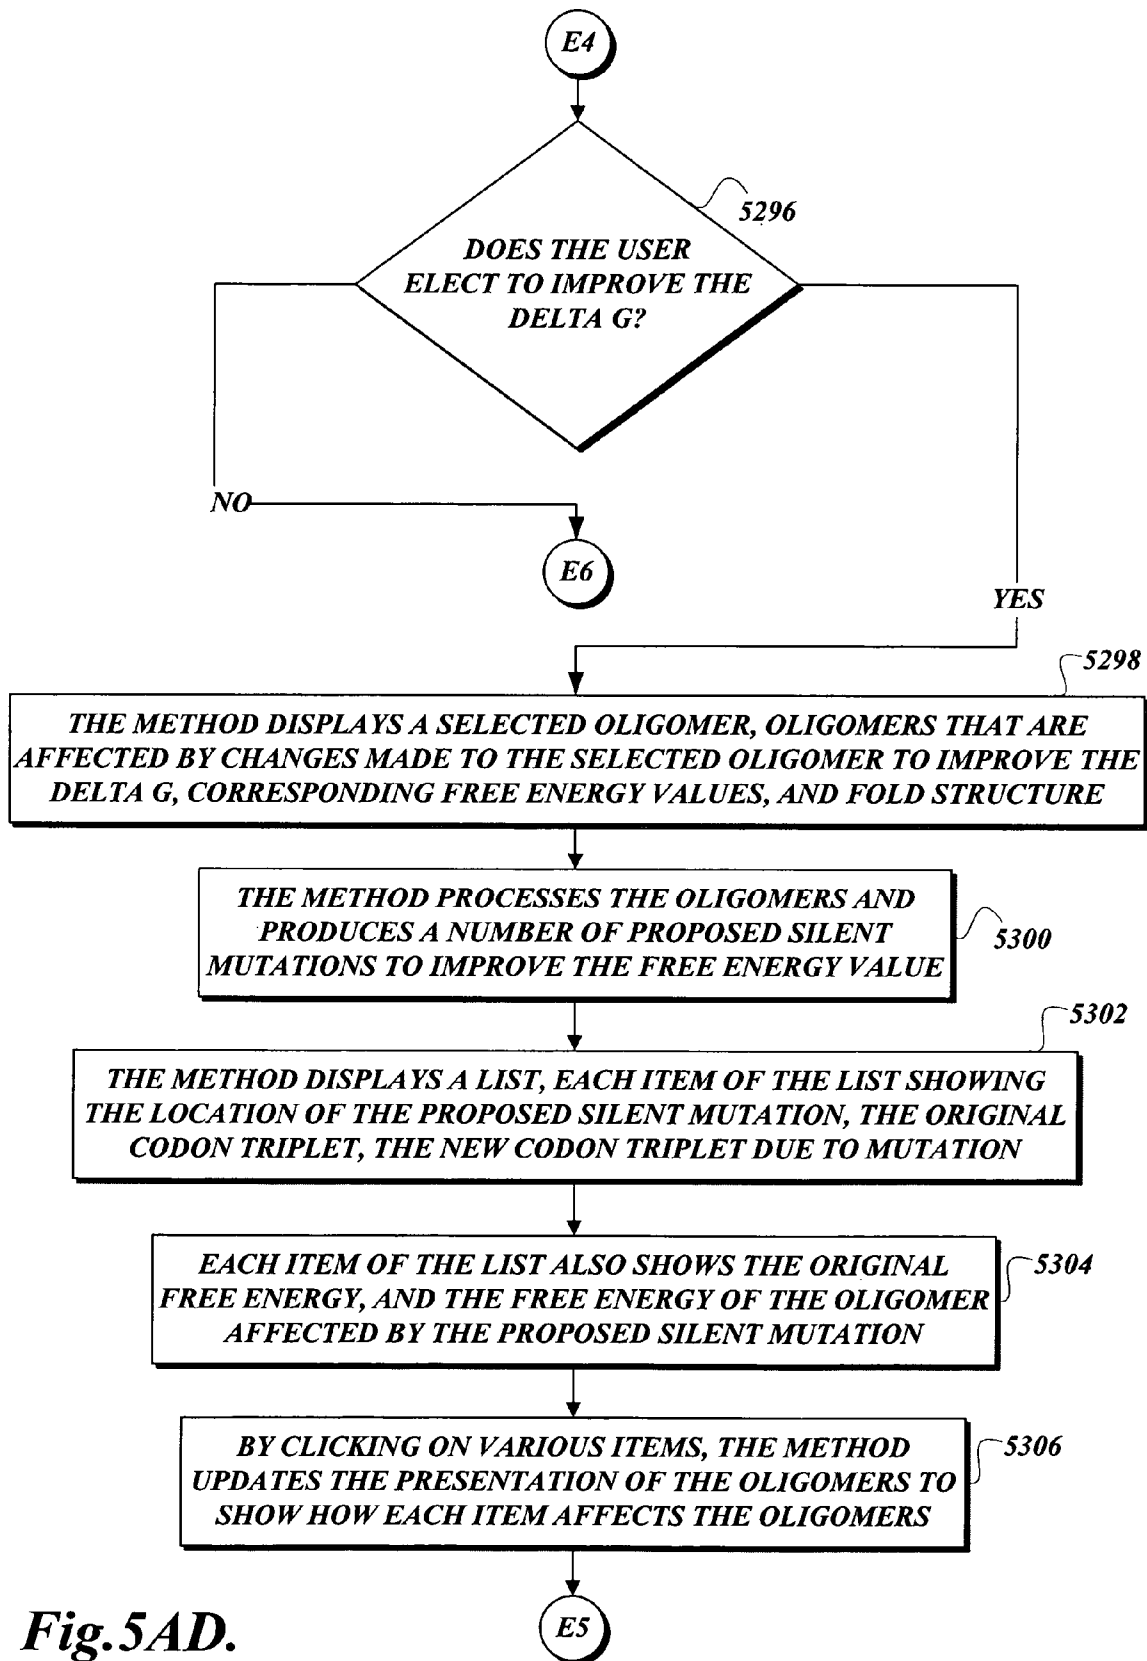 E4
5296
DOES THE USER
ELECT TO IMPROVE THE
DELTA G?
NO
E6
YES
5298
THE METHOD DISPLAYS A SELECTED OLIGOMER, OLIGOMERS THAT ARE
AFFECTED BY CHANGES MADE TO THE SELECTED OLIGOMER TO IMPROVE THE
DELTA G, CORRESPONDING FREE ENERGY VALUES, AND FOLD STRUCTURE
THE METHOD PROCESSES THE OLIGOMERS AND
PRODUCES A NUMBER OF PROPOSED SILENT
MUTATIONS TO IMPROVE THE FREE ENERGY VALUE
5300
5302
THE METHOD DISPLAYS A LIST, EACH ITEM OF THE LIST SHOWING
THE LOCATION OF THE PROPOSED SILENT MUTATION, THE ORIGINAL
CODON TRIPLET, THE NEW CODON TRIPLET DUE TO MUTATION
EACH ITEM OF THE LIST ALSO SHOWS THE ORIGINAL
FREE ENERGY, AND THE FREE ENERGY OF THE OLIGOMER
AFFECTED BY THE PROPOSED SILENT MUTATION
5304
BY CLICKING ON VARIOUS ITEMS, THE METHOD
UPDATES THE PRESENTATION OF THE OLIGOMERS TO
SHOW HOW EACH ITEM AFFECTS THE OLIGOMERS
5306
E5
Fig.5AD.